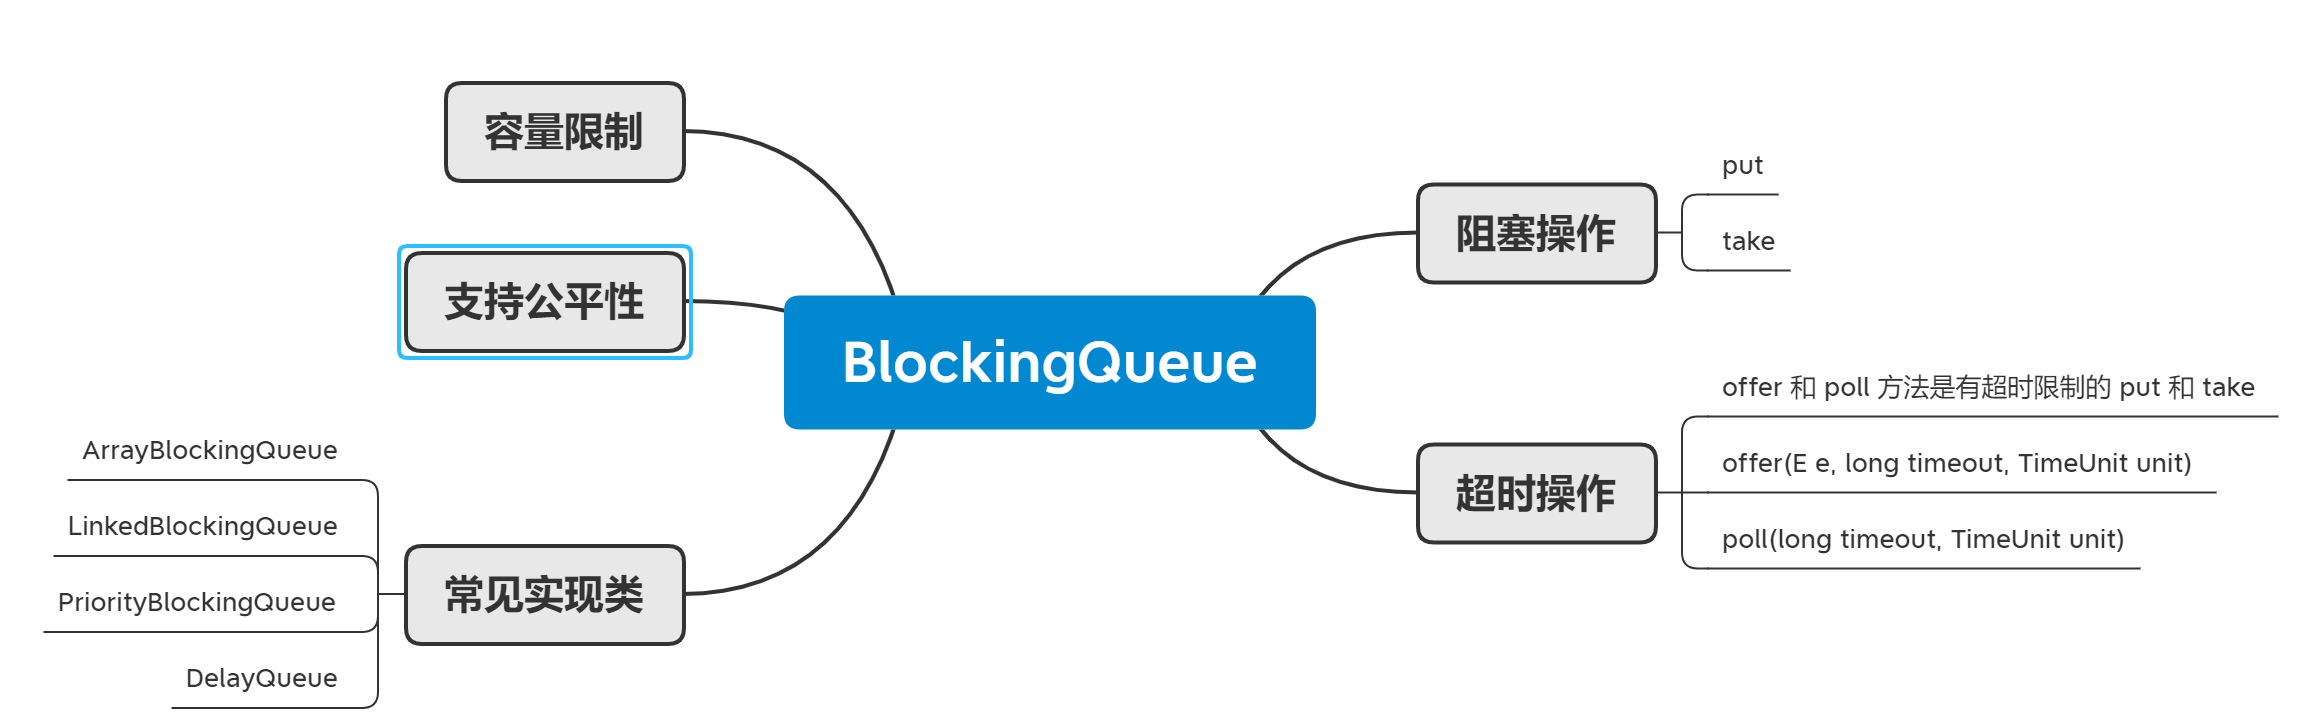 BlockingQueue
阻塞操作
put
take
超时操作
offer 和 poll 方法是有超时限制的 put 和 take
offer(E e, long timeout, TimeUnit unit)
poll(long timeout, TimeUnit unit)
容量限制
支持公平性
常见实现类
ArrayBlockingQueue
LinkedBlockingQueue
PriorityBlockingQueue
DelayQueue